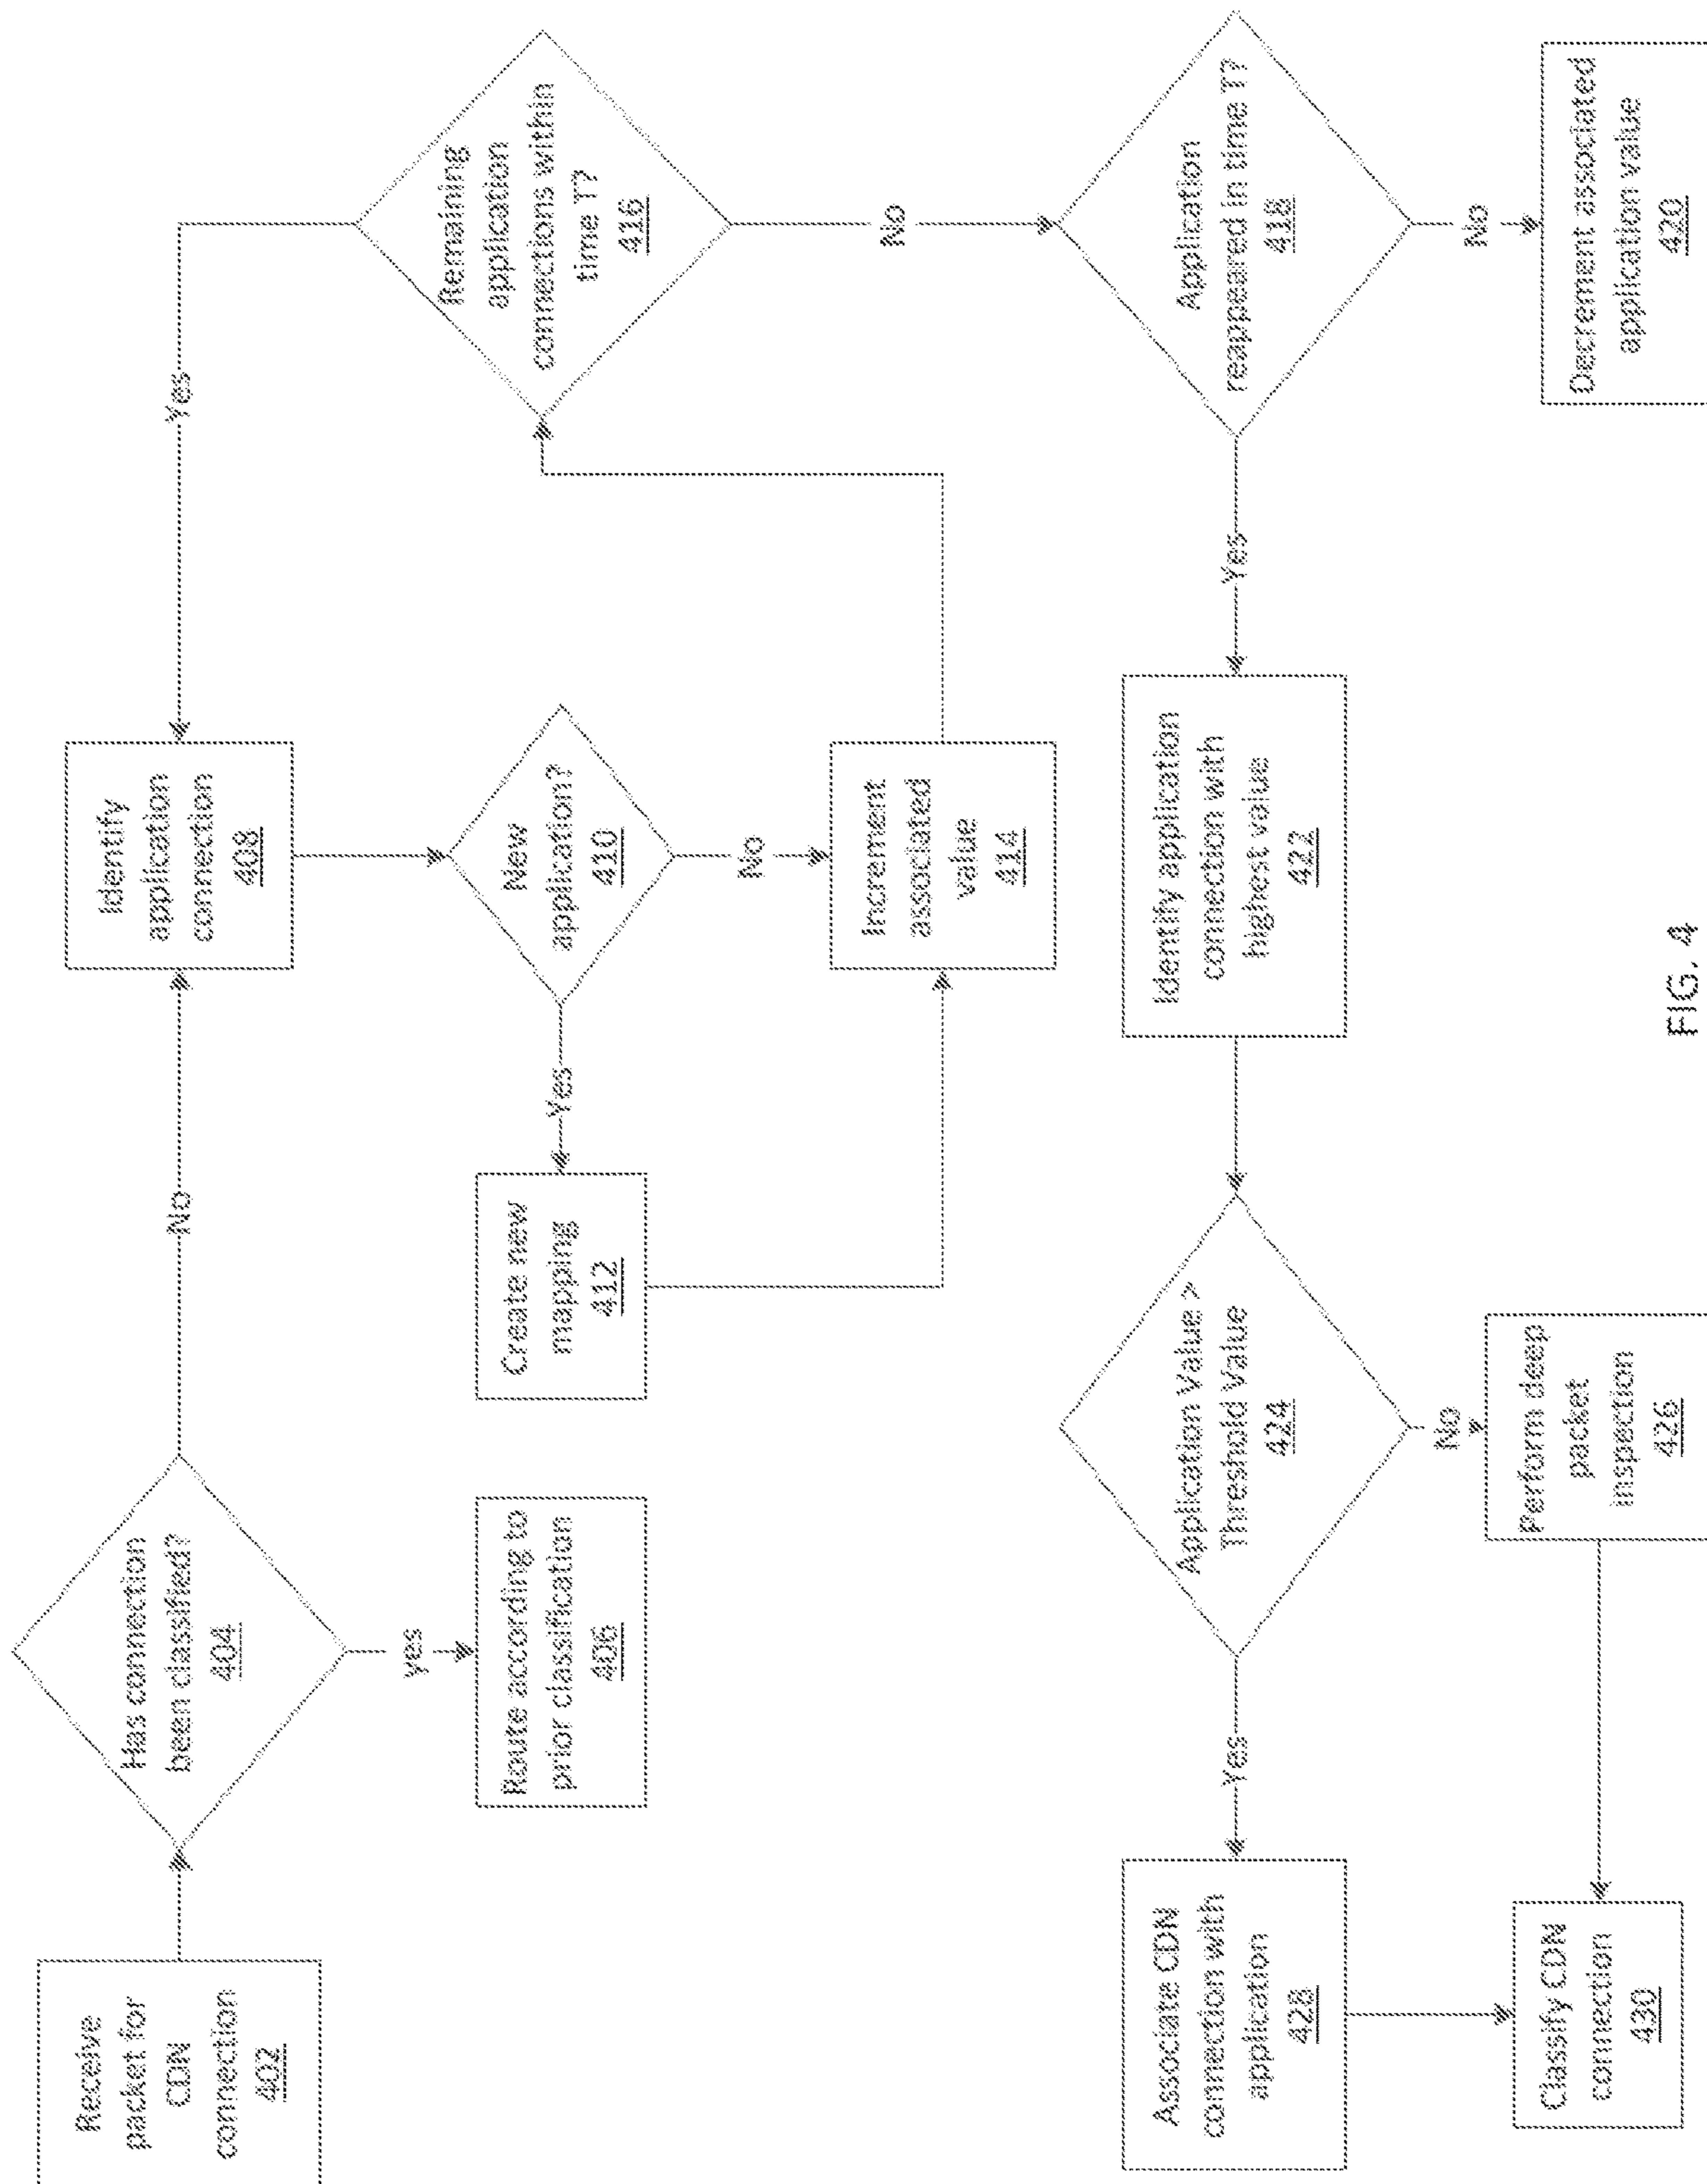 Receive
packet for
CDN
connection
402
Has connection
been classified?
404
yes
Route according to
prior classification
406
No
Identify
application
connection
408
New
application?
410
Yes
Create new
mapping
412
No
Increment
associated
value
414
Remaining
application
connections within
time T?
416
Yes
No
Application
reappeared in time T?
418
No
Decrement associated
application value
420
Yes
Identify application
connection with
highest value
422
Application Value >
Threshold Value
424
No
Perform deep
packet
inspection
426
Yes
Associate CDN
connection with
application
428
Classify CDN
connection
430
FIG. 4